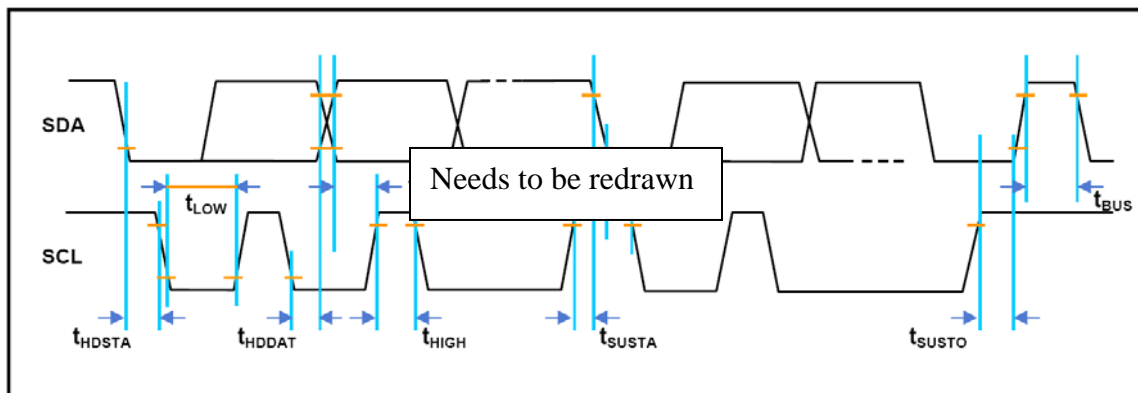 SDA
Needs to be redrawn
tLOW
tBUS
SCL
tHDSTA
tHDDAT
tHIGH
tSUSTA
tSUSTO